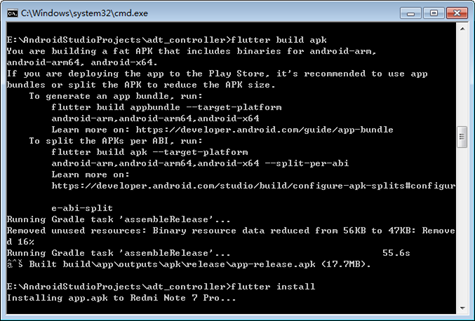 C:\Windows\system32\cmd.exe
E:\AndroidStudioProjects\adt_controller>flutter build apk
You are building a fat APK that includes binaries for android-arm,
android-arm64, android-x64.
If you are deploying the app to the Play Store, it's recommended to use app
bundles or split the APK to reduce the APK size.
To generate an app bundle, run:
flutter build appbundle --target-platform
android-arm,android-arm64,android-x64
Learn more on: https://developer.android.com/guide/app-bundle
To split the APKs per ABI, run:
flutter build apk --target-platform
android-arm,android-arm64,android-x64 --split-per-abi
Learn more on:
https://developer.android.com/studio/build/configure-apk-splits#configur
e-abi-split
Running Gradle task 'assembleRelease'...
Removed unused resources: Binary resource data reduced from 56KB to 47KB: Remove
d 16%
Running Gradle task 'assembleRelease'... 55.6s
Built build\app\outputs\apk\release\app-release.apk (17.7MB).
E:\AndroidStudioProjects\adt_controller>flutter install
Installing app.apk to Redmi Note 7 Pro...